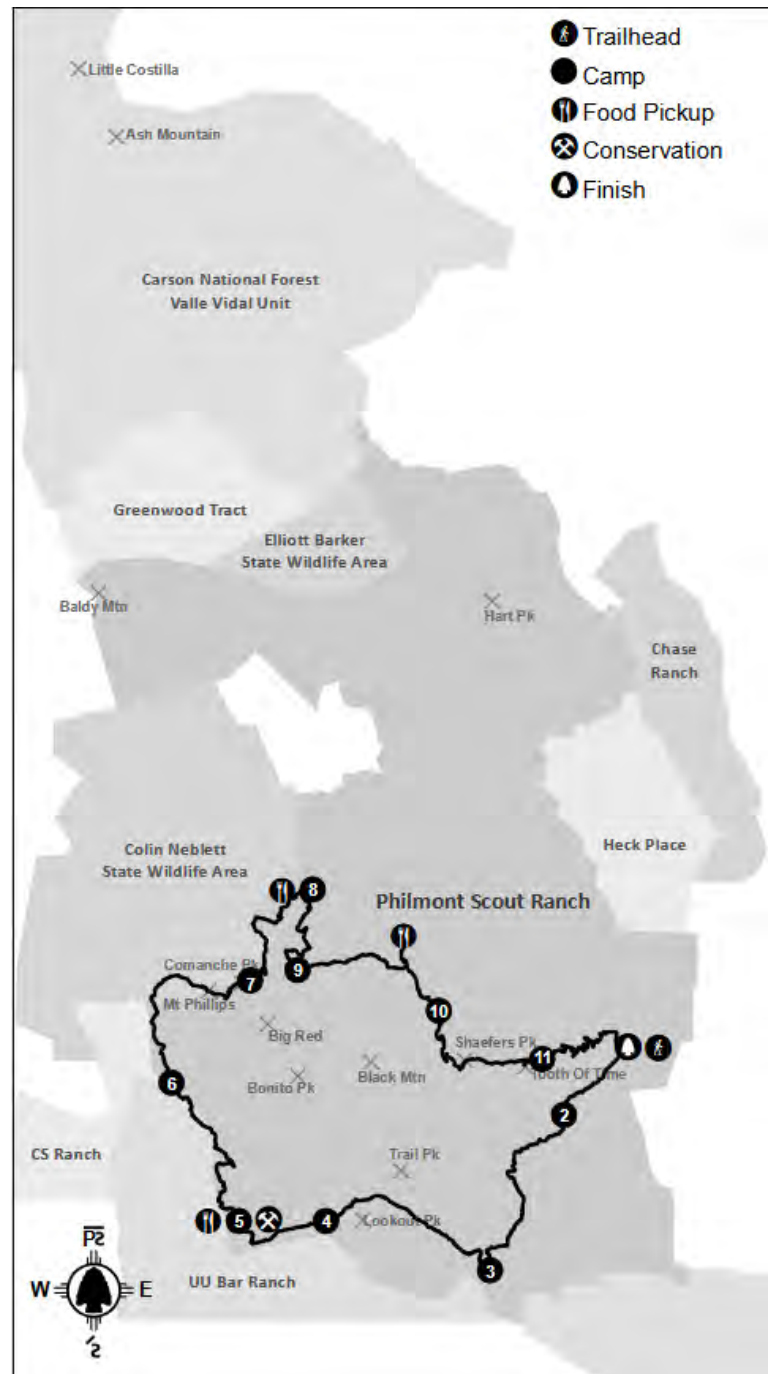 Trailhead
Camp
Food Pickup
Conservation
Finish
Little Costilla
Ash Mountain
Carson National Forest
Valle Vidal Unit
Greenwood Tract
Elliott Barker
State Wildlife Area
Baldy Mtn
Hart Pk
Chase
Ranch
Colin Neblett
State Wildlife Area
Heck Place
8
Philmont Scout Ranch
Comanche Pk
7
9
Mt Phillips
10
Big Red
Shaefers Pk
11
Black Mtn
Tooth Of Time
Bonito Pk
6
2
CS Ranch
Trail Pk
5
4
Lookout Pk
3
UU Bar Ranch
W
E